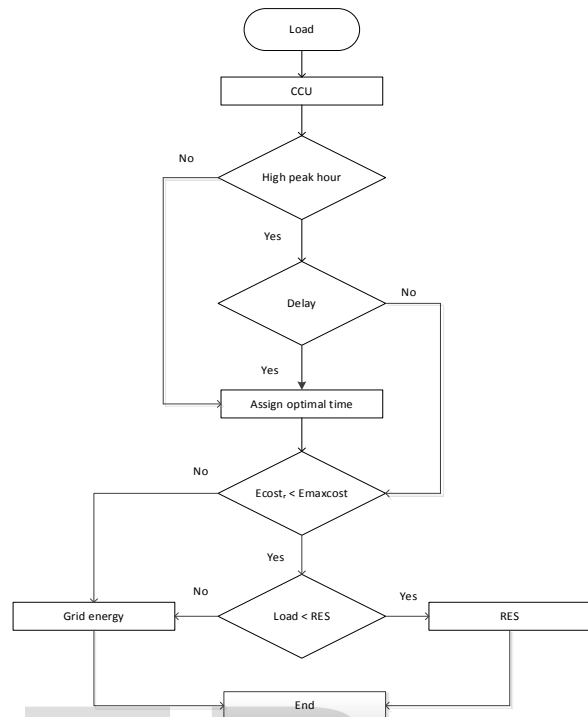 Load
CCU
No
High peak hour
Yes
Delay
No
Yes
Assign optimal time
No
Ecostᵣ < Emaxcost
Yes
No
Yes
Grid energy
Load < RES
RES
End